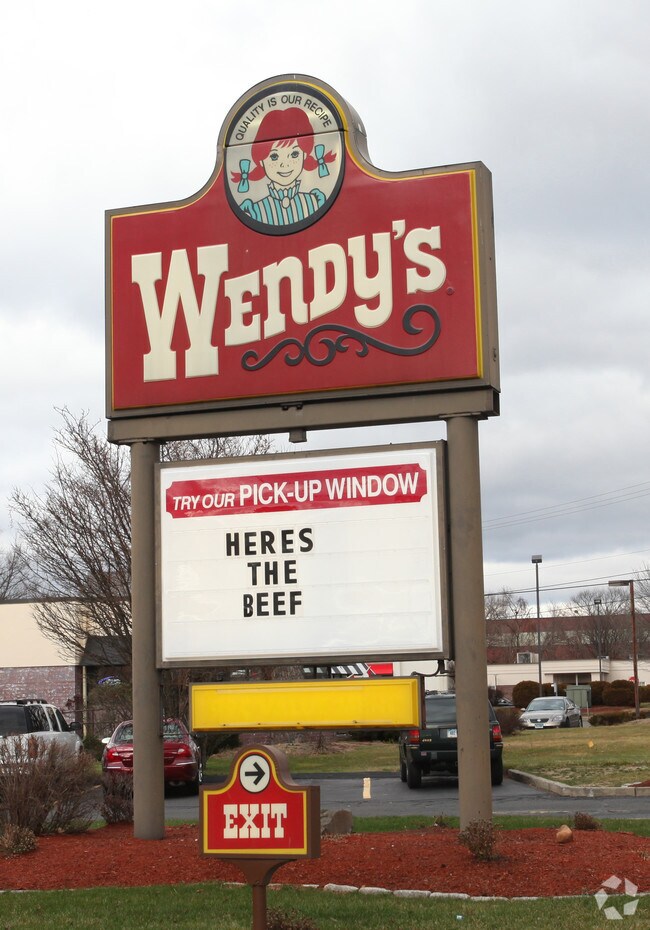 QUALITY IS OUR RECIPE
WENDY'S
TRY OUR PICK-UP WINDOW
HERES
THE
BEEF
EXIT